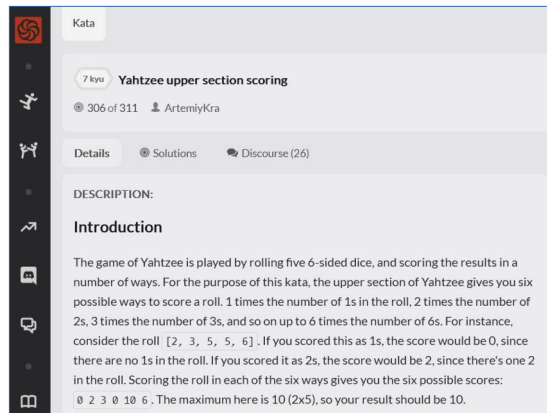 Kata
7 kyu Yahtzee upper section scoring
306 of 311 ArtemiyKra
Details Solutions Discourse (26)
DESCRIPTION:
Introduction
The game of Yahtzee is played by rolling five 6-sided dice, and scoring the results in a
number of ways. For the purpose of this kata, the upper section of Yahtzee gives you six
possible ways to score a roll. 1 times the number of 1s in the roll, 2 times the number of
2s, 3 times the number of 3s, and so on up to 6 times the number of 6s. For instance,
consider the roll [2, 3, 5, 5, 6]. If you scored this as 1s, the score would be 0, since
there are no 1s in the roll. If you scored it as 2s, the score would be 2, since there's one 2
in the roll. Scoring the roll in each of the six ways gives you the six possible scores:
0 2 3 0 10 6. The maximum here is 10 (2x5), so your result should be 10.